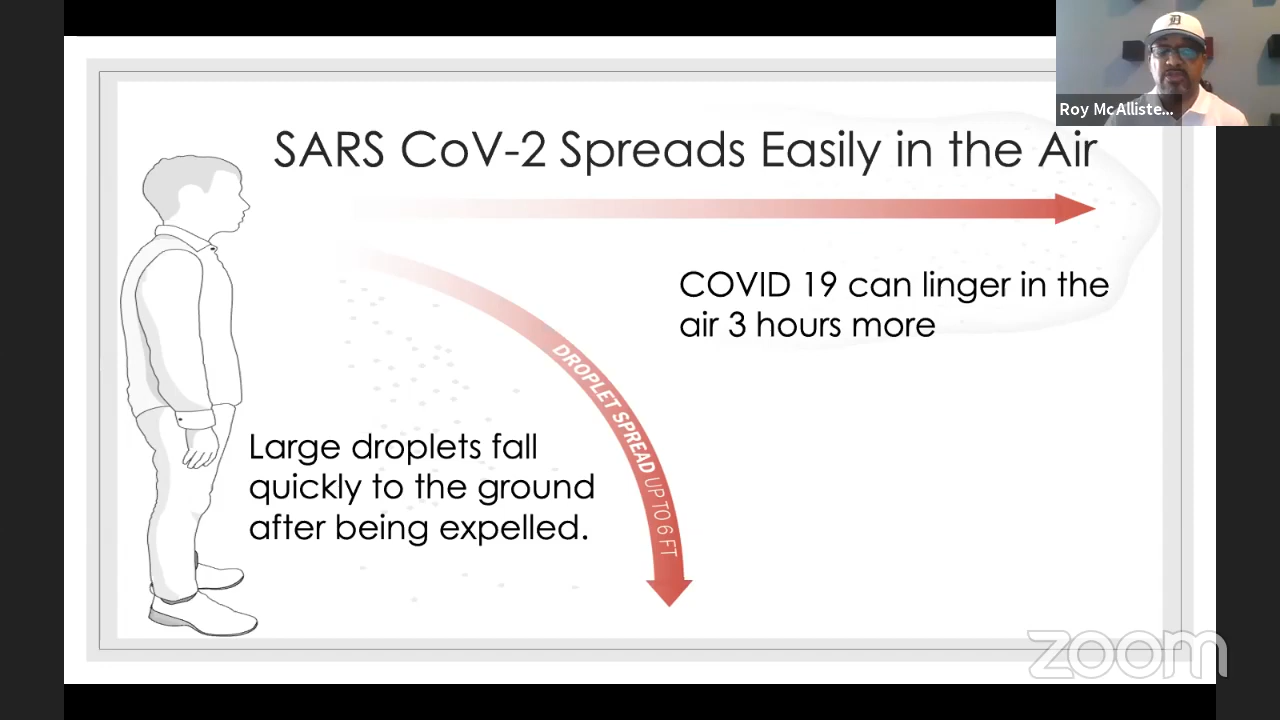 Roy McAlliste...
SARS CoV-2 Spreads Easily in the Air
COVID 19 can linger in the
air 3 hours more
DROPLET SPREAD UP TO 6 FT
Large droplets fall
quickly to the ground
after being expelled.
zoom